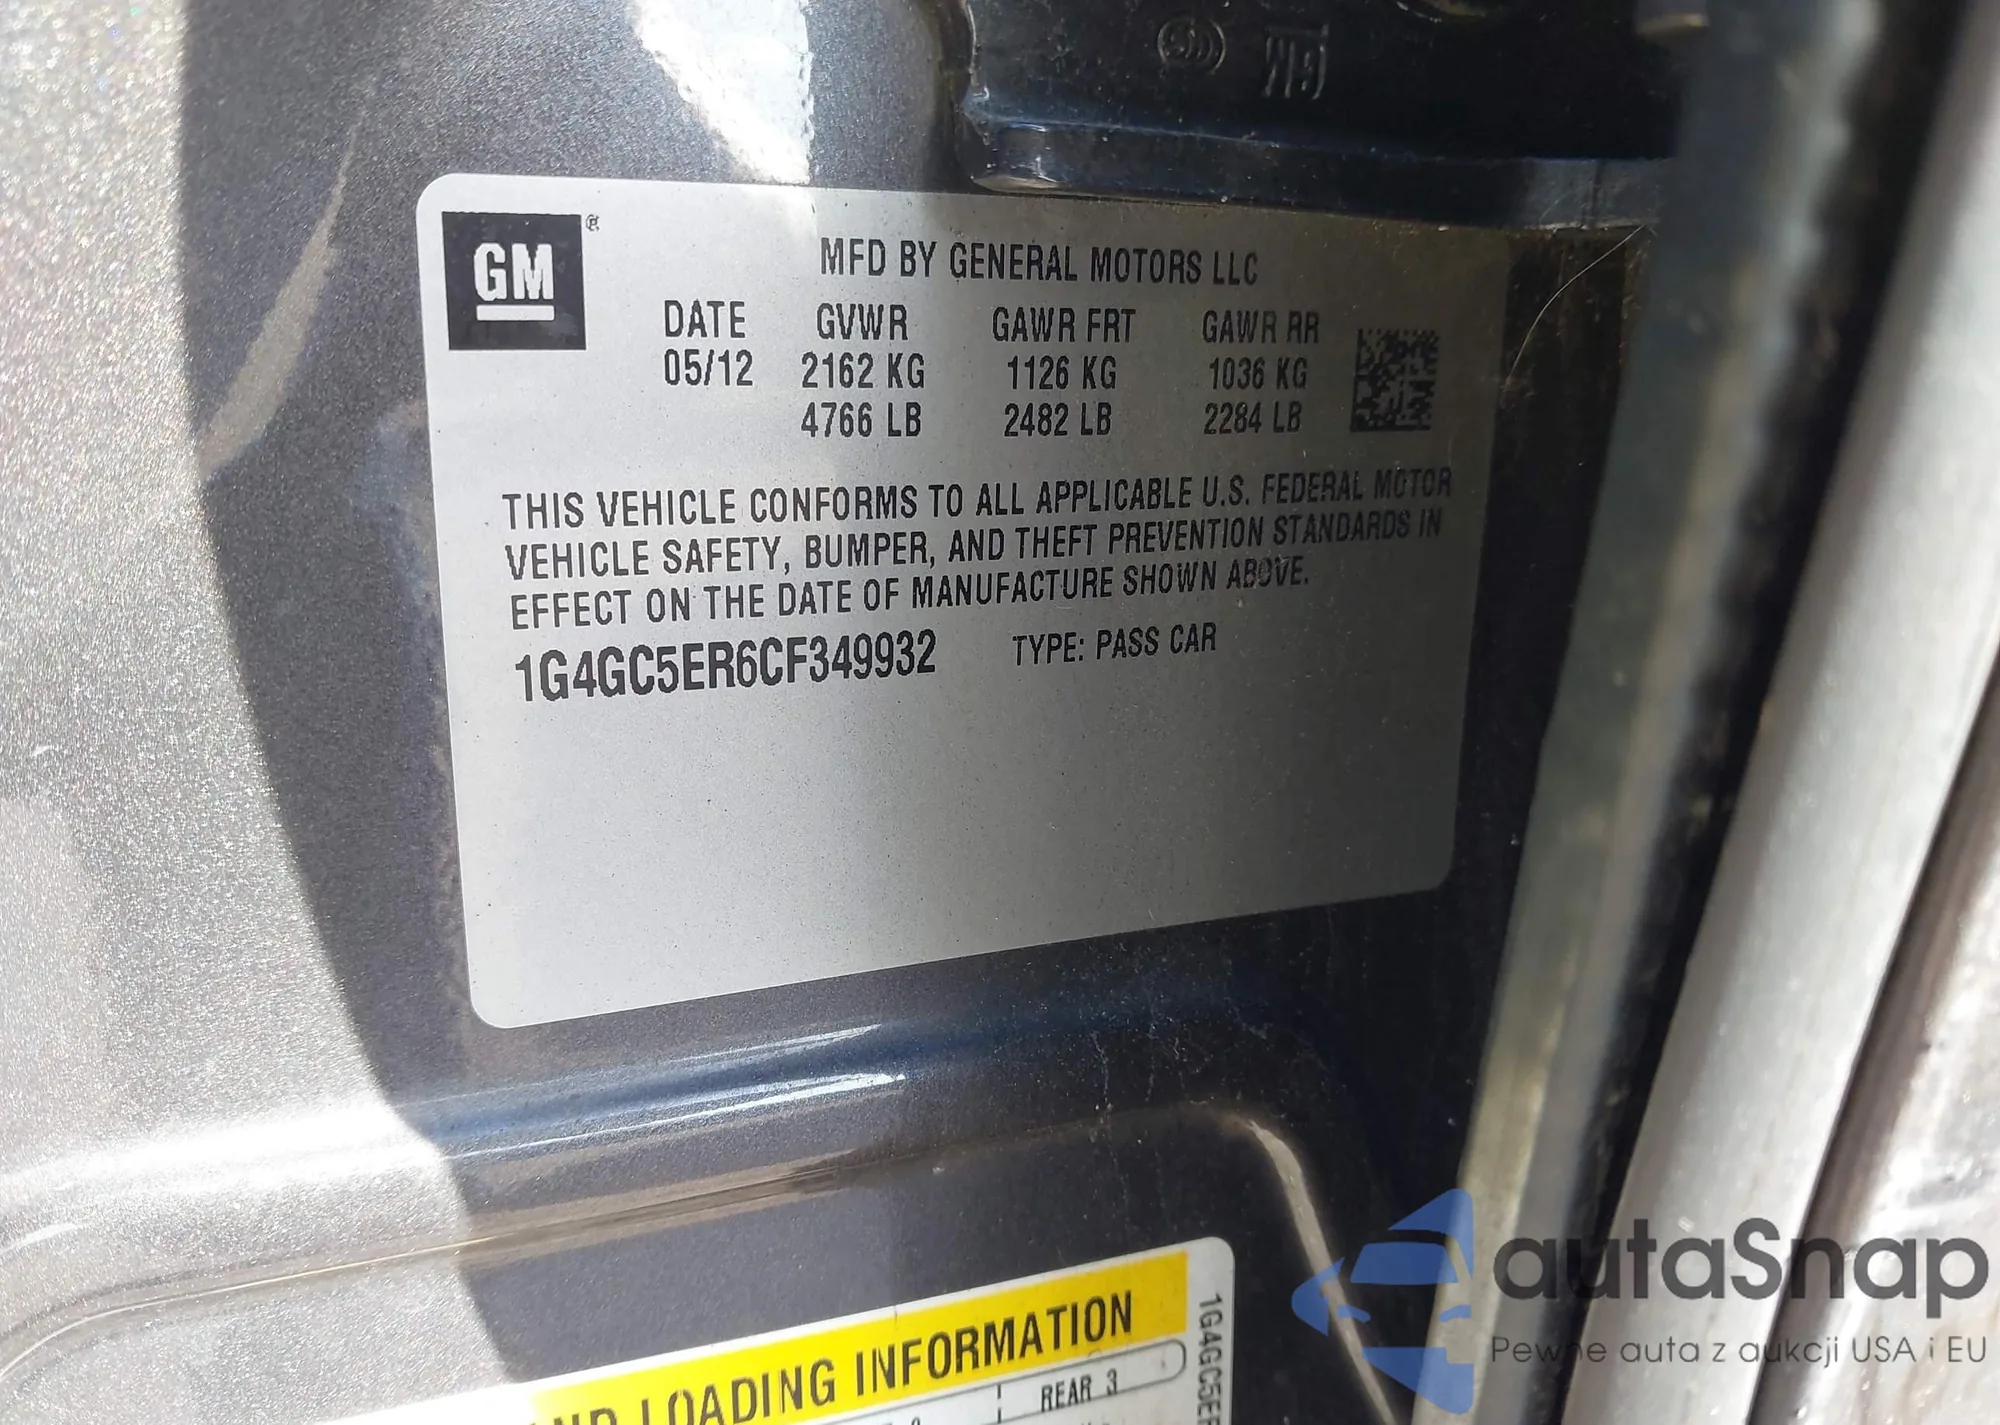 GM
GM ®
MFD BY GENERAL MOTORS LLC
DATE GVWR GAWR FRT GAWR RR
05/12 2162 KG 1126 KG 1036 KG
4766 LB 2482 LB 2284 LB
THIS VEHICLE CONFORMS TO ALL APPLICABLE U.S. FEDERAL MOTOR
VEHICLE SAFETY, BUMPER, AND THEFT PREVENTION STANDARDS IN
EFFECT ON THE DATE OF MANUFACTURE SHOWN ABOVE.
1G4GC5ER6CF349932 TYPE: PASS CAR
AND LOADING INFORMATION
REAR 3
1G4GC5ER
autaSnap
Pewne auta z aukcji USA i EU